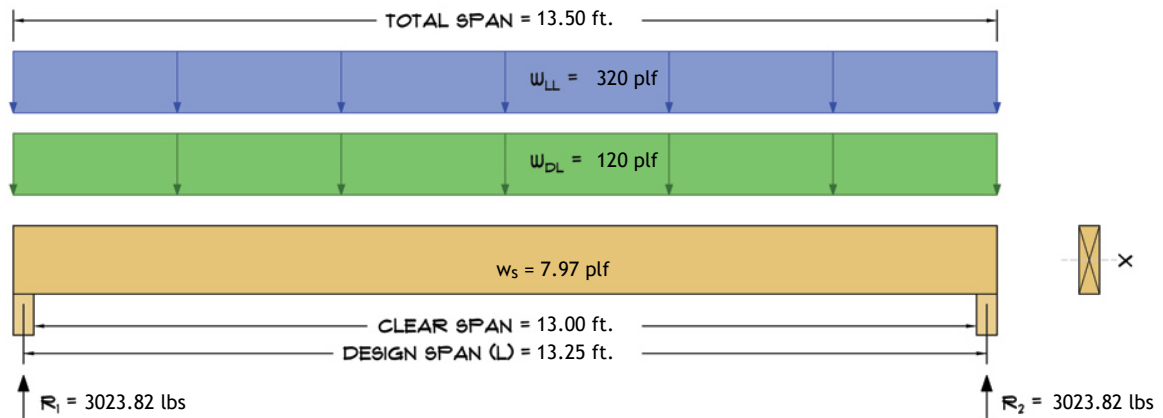 TOTAL SPAN = 13.50 ft.
WLL = 320 plf
WDL = 120 plf
ws = 7.97 plf
X
CLEAR SPAN = 13.00 ft.
DESIGN SPAN (L) = 13.25 ft.
R1 = 3023.82 lbs
R2 = 3023.82 lbs